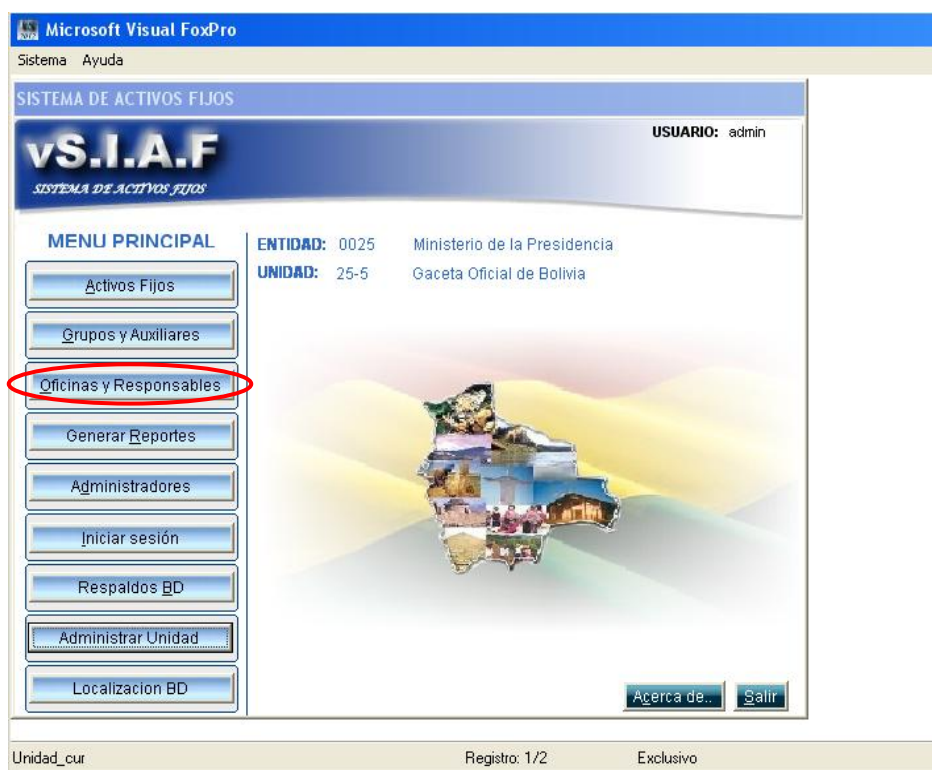 Microsoft Visual FoxPro
Sistema Ayuda
SISTEMA DE ACTIVOS FIJOS
vS.I.A.F
SISTEMA DE ACTIVOS FIJOS
USUARIO: admin
MENU PRINCIPAL
ENTIDAD: 0025 Ministerio de la Presidencia
UNIDAD: 25-5 Gaceta Oficial de Bolivia
Activos Fijos
Grupos y Auxiliares
Oficinas y Responsables
Generar Reportes
Administradores
Iniciar sesión
Respaldos BD
Administrar Unidad
Localizacion BD
Acerca de.. Salir
Unidad_cur Registro: 1/2 Exclusivo